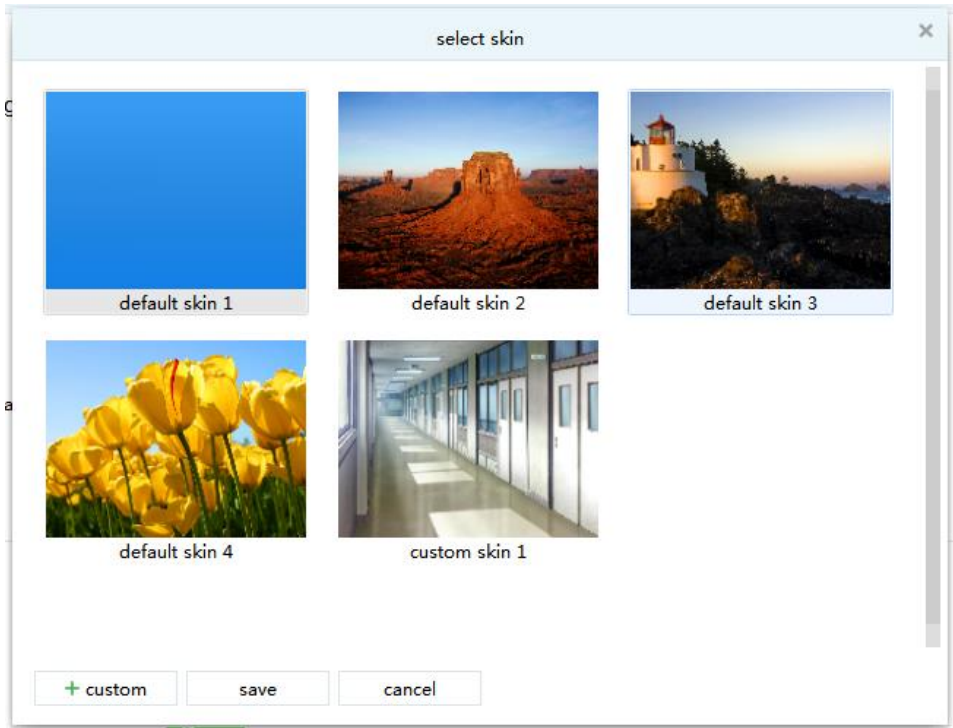 select skin
default skin 1
default skin 2
default skin 3
default skin 4
custom skin 1
+ custom
save
cancel